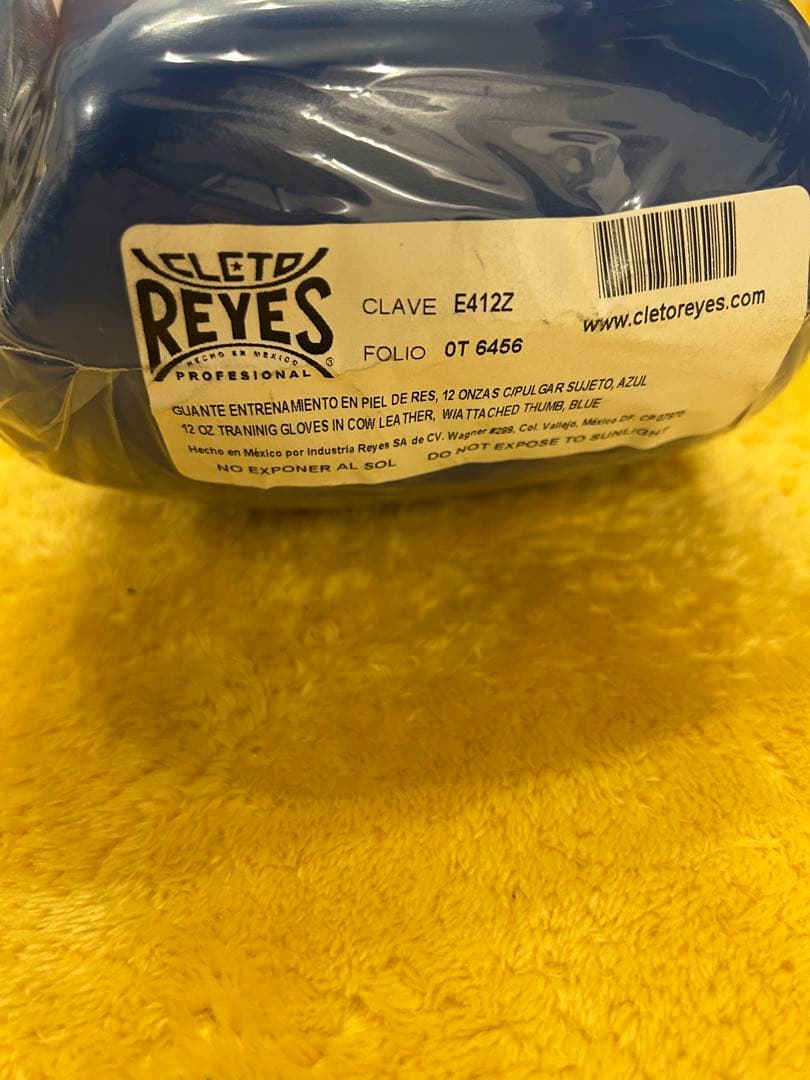 CLETO
REYES
HECHO EN MEXICO
®
PROFESIONAL
CLAVE E412Z
FOLIO 0T 6456
www.cletoreyes.com
GUANTE ENTRENAMIENTO EN PIEL DE RES, 12 ONZAS C/PULGAR SUJETO, AZUL
12 OZ TRANINIG GLOVES IN COW LEATHER, W/ATTACHED THUMB, BLUE
Hecho en México por Industria Reyes SA de CV. Wagner #289, Col. Vallejo, México DF. CP 07870
NO EXPONER AL SOL DO NOT EXPOSE TO SUNLIGHT